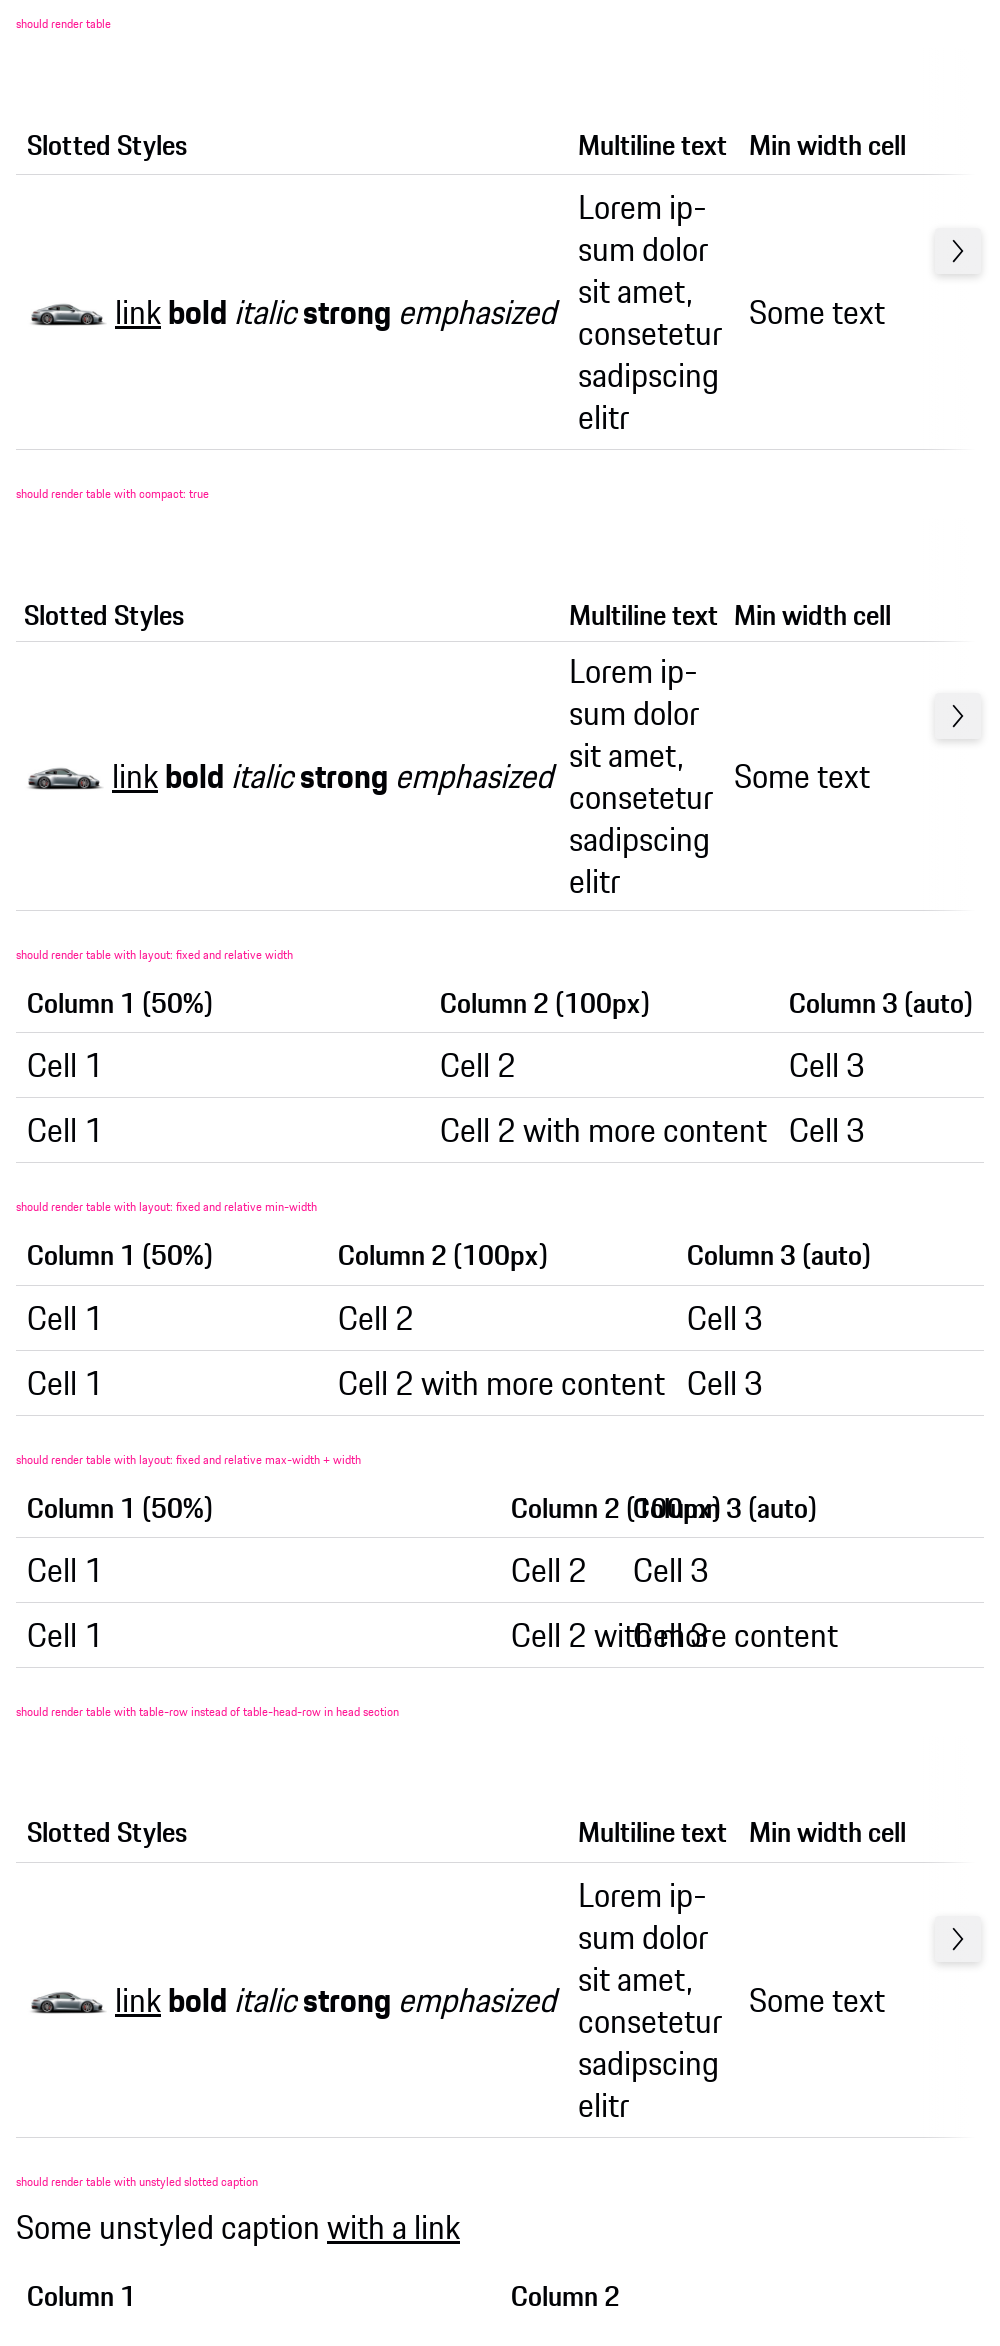 should render table
Slotted Styles Multiline text Min width cell
link bold italic strong emphasized
Lorem ip-
sum dolor
sit amet,
consetetur
sadipscing
elitr
Some text
should render table with compact: true
Slotted Styles Multiline text Min width cell
link bold italic strong emphasized
Lorem ip-
sum dolor
sit amet,
consetetur
sadipscing
elitr
Some text
should render table with layout: fixed and relative width
Column 1 (50%) Column 2 (100px) Column 3 (auto)
Cell 1 Cell 2 Cell 3
Cell 1 Cell 2 with more content Cell 3
should render table with layout: fixed and relative min-width
Column 1 (50%) Column 2 (100px) Column 3 (auto)
Cell 1 Cell 2 Cell 3
Cell 1 Cell 2 with more content Cell 3
should render table with layout: fixed and relative max-width + width
Column 1 (50%) Column 2 (100px) Column 3 (auto)
Cell 1 Cell 2 Cell 3
Cell 1 Cell 2 with more content Cell 3
should render table with table-row instead of table-head-row in head section
Slotted Styles Multiline text Min width cell
link bold italic strong emphasized
Lorem ip-
sum dolor
sit amet,
consetetur
sadipscing
elitr
Some text
should render table with unstyled slotted caption
Some unstyled caption with a link
Column 1 Column 2